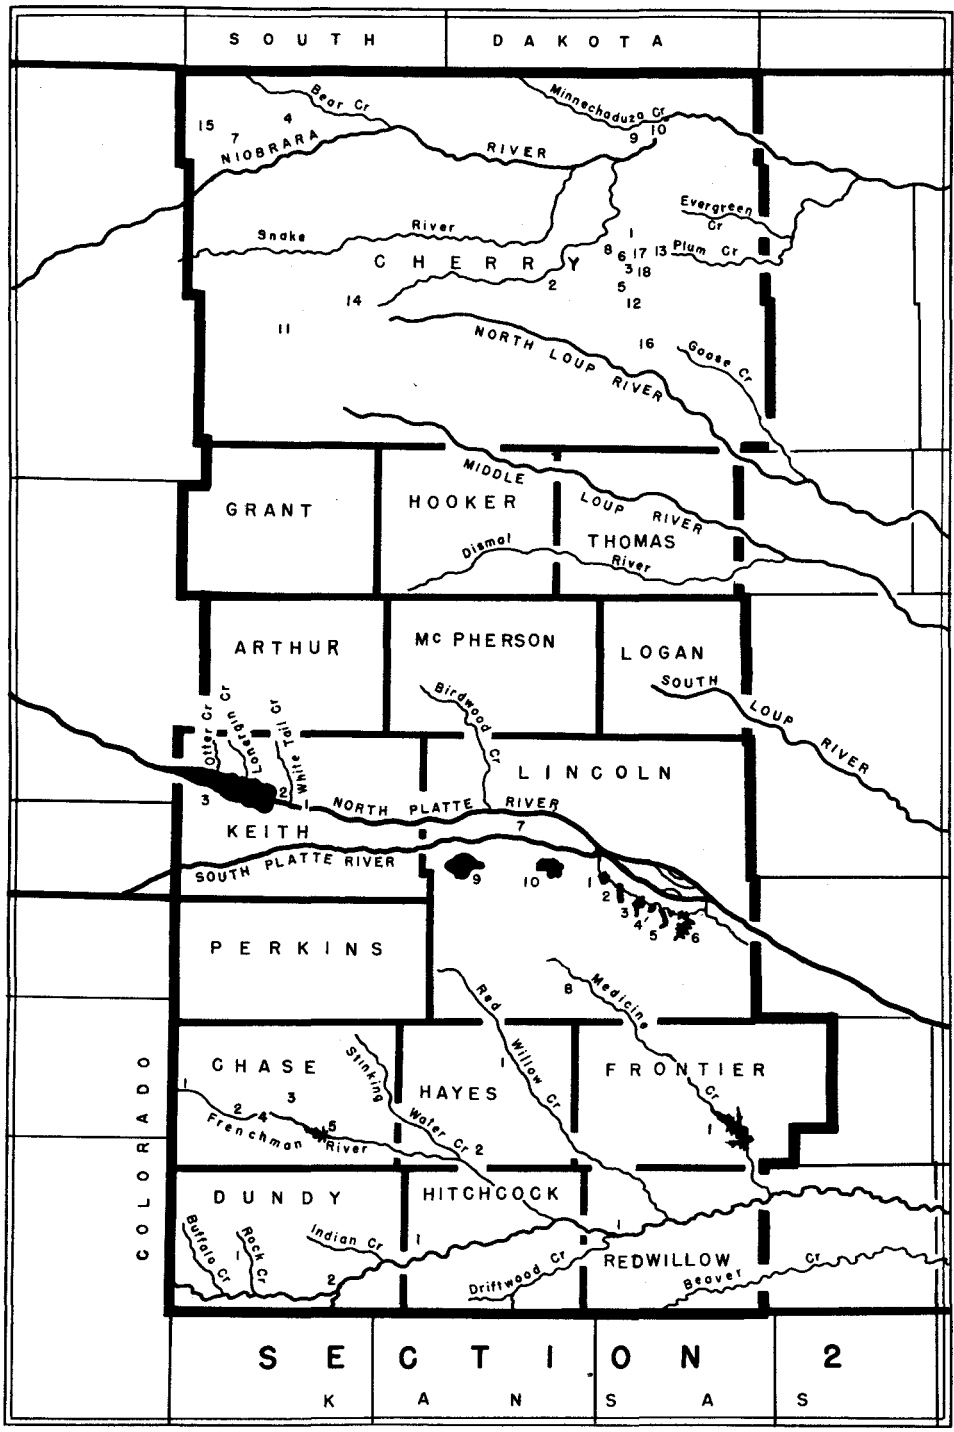 SOUTH DAKOTA
Bear Cr
Minnechaduza Cr
15
4
7
10
9
NIOBRARA RIVER
Evergreen Cr
Snake River
1
8 6 17 13 Plum Cr
CHERRY
3 18
2
5
14
12
11
16
NORTH LOUP RIVER
Goose Cr
MIDDLE LOUP RIVER
GRANT
HOOKER
THOMAS
Dismal River
ARTHUR
Mc PHERSON
LOGAN
SOUTH LOUP RIVER
Otter Cr
Lonergin Cr
White Tail Cr
Birdwood Cr
LINCOLN
3
2
1
NORTH PLATTE RIVER
KEITH
7
SOUTH PLATTE RIVER
9
10
1
2
3
4
5
6
PERKINS
8
Medicine Cr
Red Willow Cr
COLORADO
CHASE
Stinking Water Cr
HAYES
1
FRONTIER
1
3
2
4
5
Frenchman River
2
1
DUNDY
HITCHCOCK
Buffalo Cr
Rock Cr
1
Indian Cr
1
1
2
Driftwood Cr
REDWILLOW
Beaver Cr
SECTION 2
KANSAS